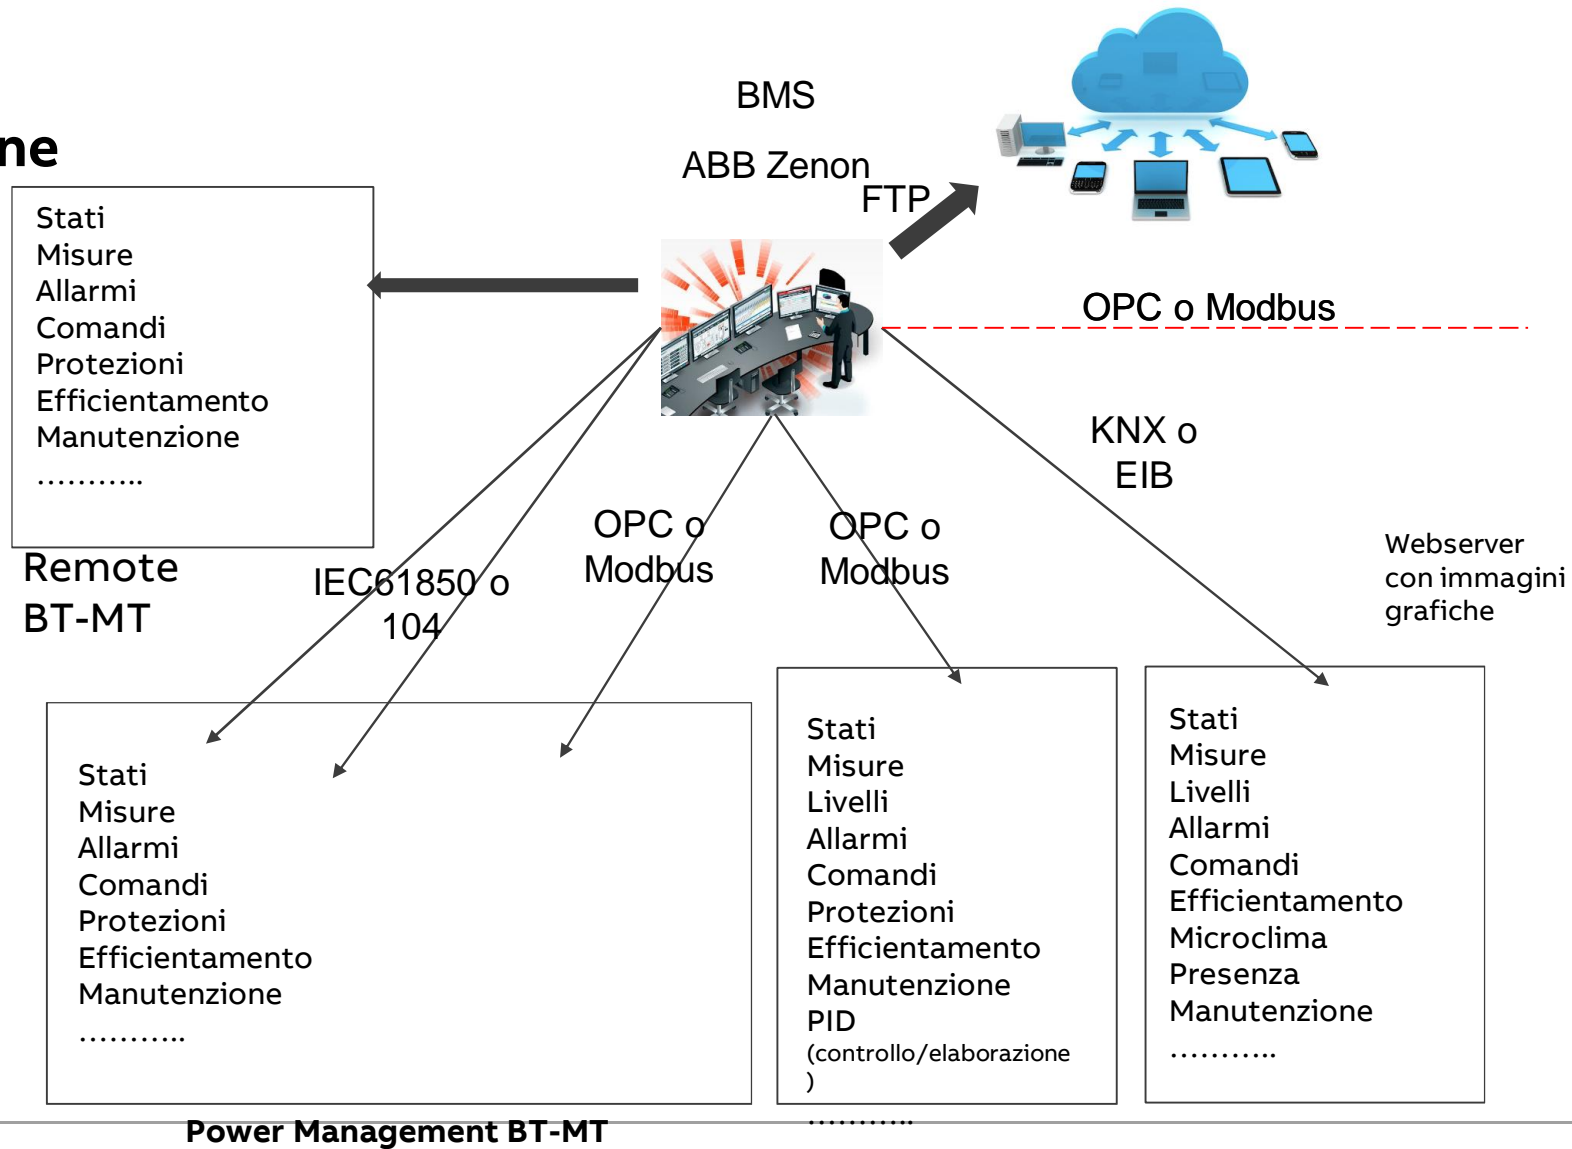 BMS
ne
ABB Zenon
FTP
Stati
Misure
Allarmi
Comandi
Protezioni
Efficientamento
Manutenzione
………..
OPC o Modbus
KNX o
EIB
OPC o
Modbus
OPC o
Modbus
Webserver
con immagini
grafiche
Remote
BT-MT
IEC61850 o
104
Stati
Misure
Allarmi
Comandi
Protezioni
Efficientamento
Manutenzione
………..
Stati
Misure
Livelli
Allarmi
Comandi
Protezioni
Efficientamento
Manutenzione
PID
(controllo/elaborazione
)
………..
Stati
Misure
Livelli
Allarmi
Comandi
Efficientamento
Microclima
Presenza
Manutenzione
………..
Power Management BT-MT